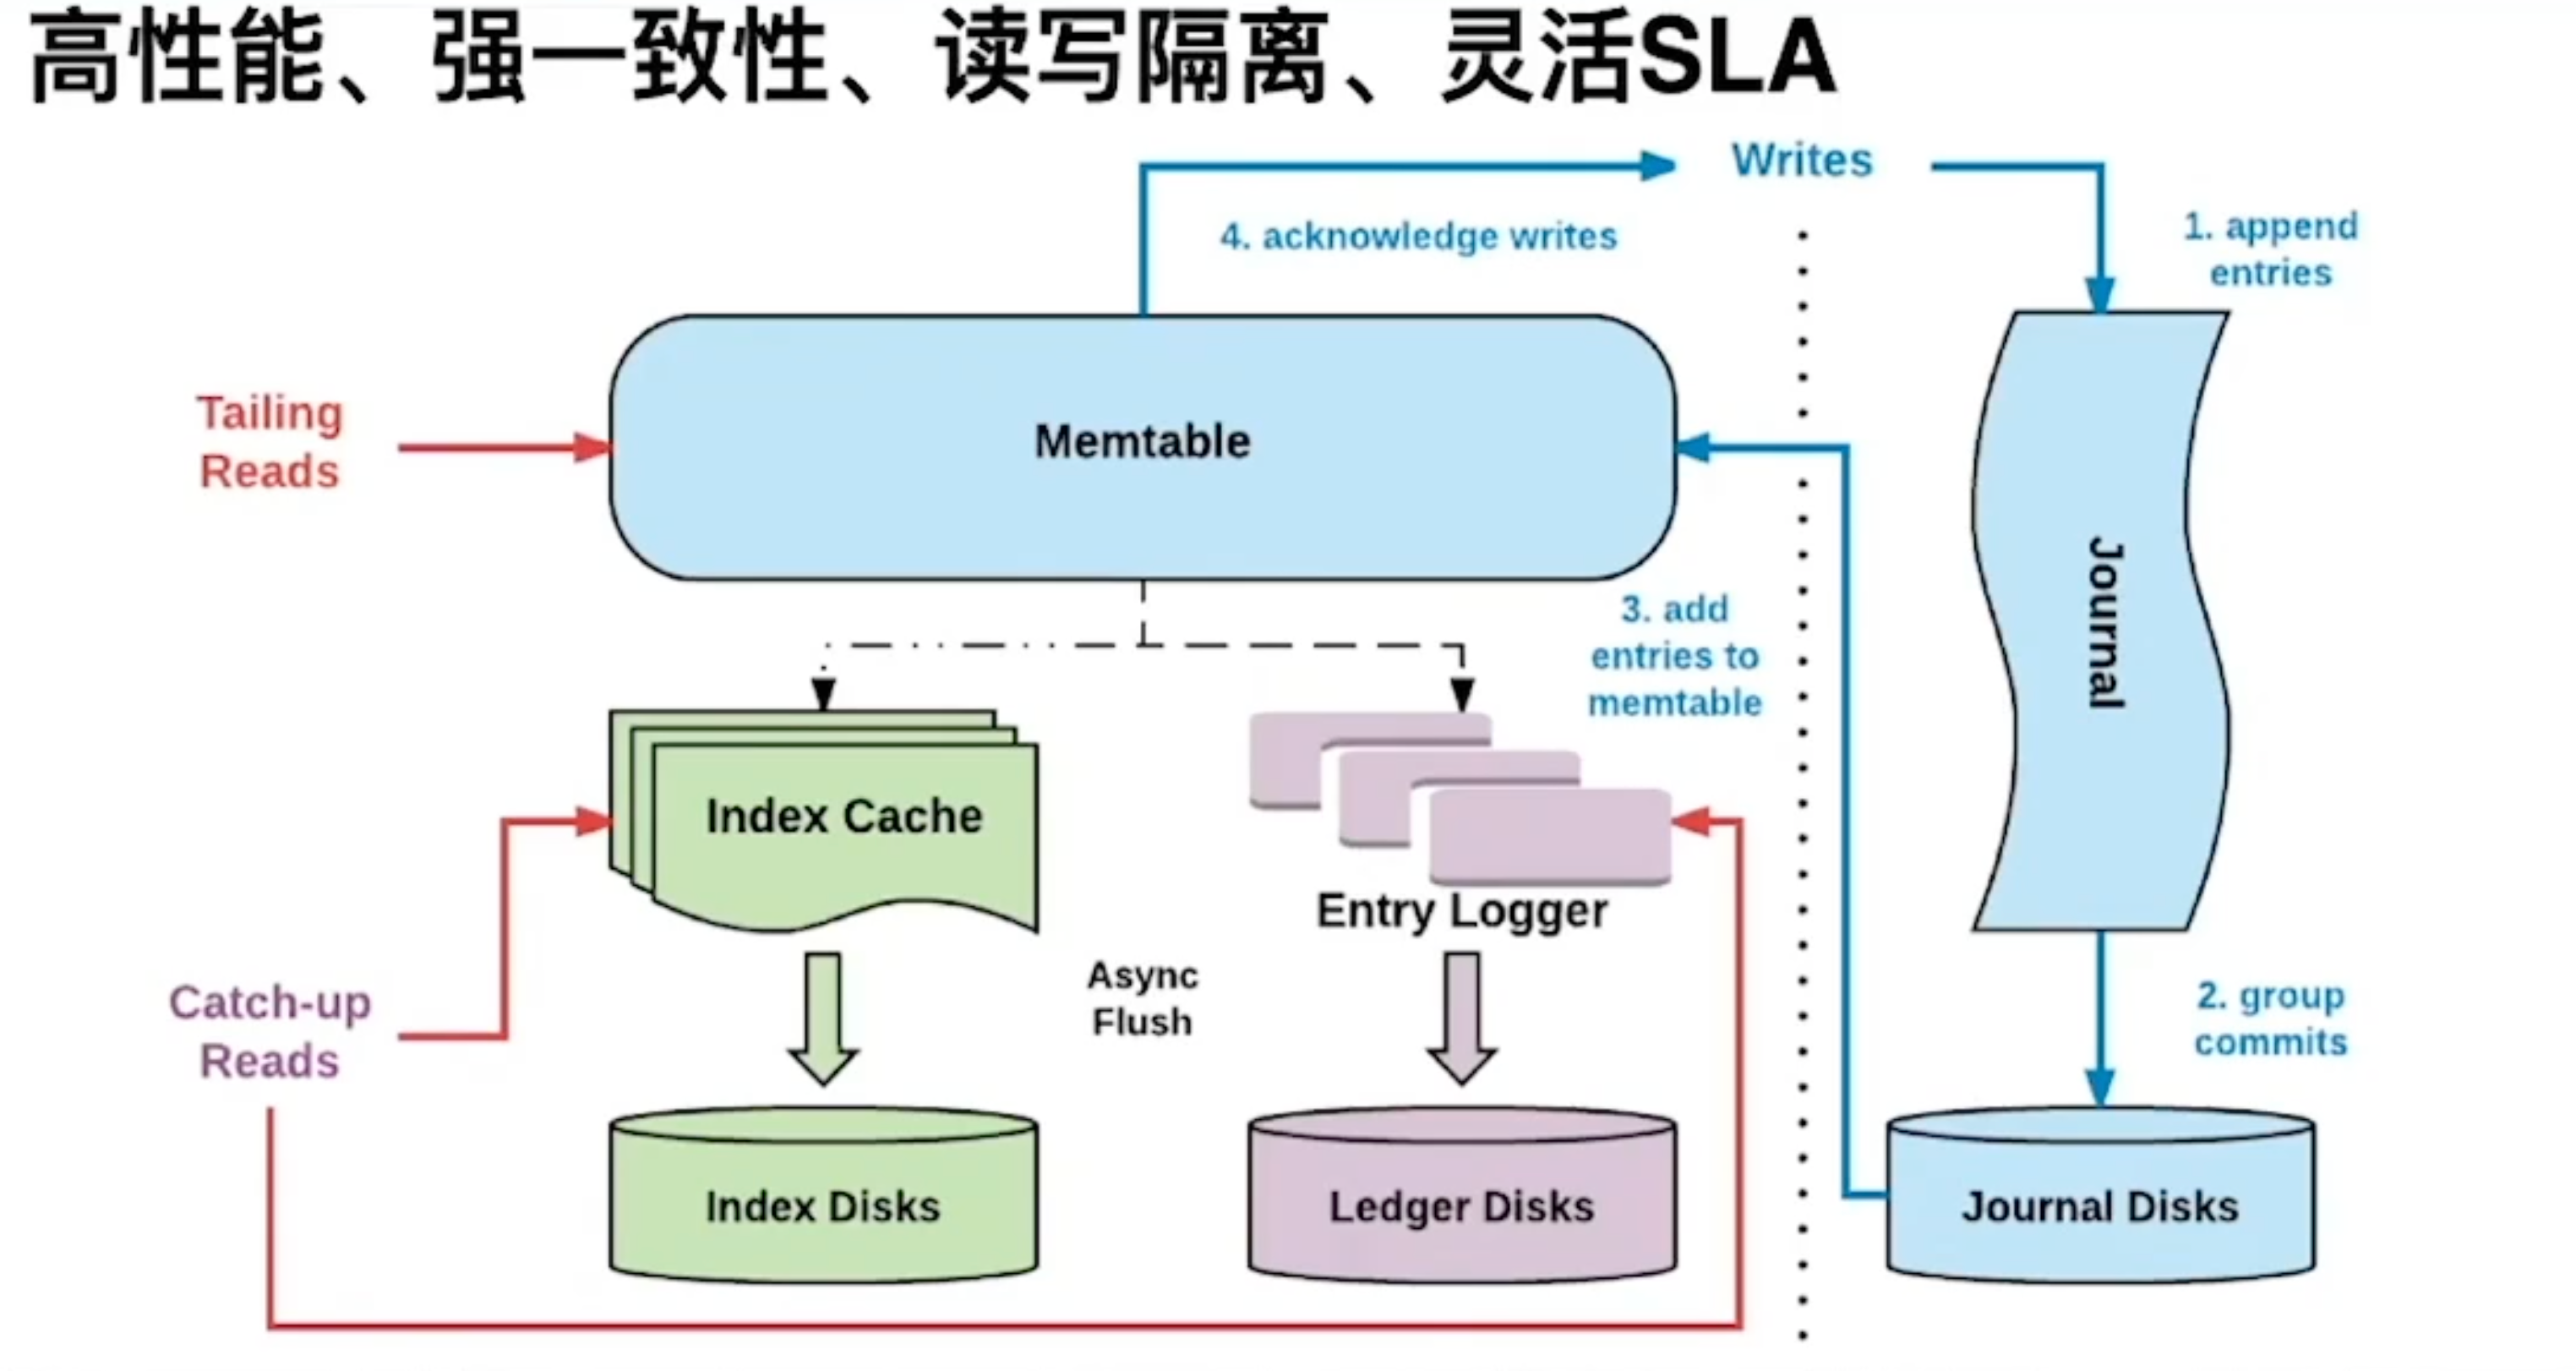 高性能、强一致性、读写隔离、灵活SLA
Writes
4. acknowledge writes
1. append
entries
Tailing
Reads
Memtable
Journal
3. add
entries to
memtable
Index Cache
Entry Logger
Async
Flush
Catch-up
Reads
2. group
commits
Index Disks
Ledger Disks
Journal Disks